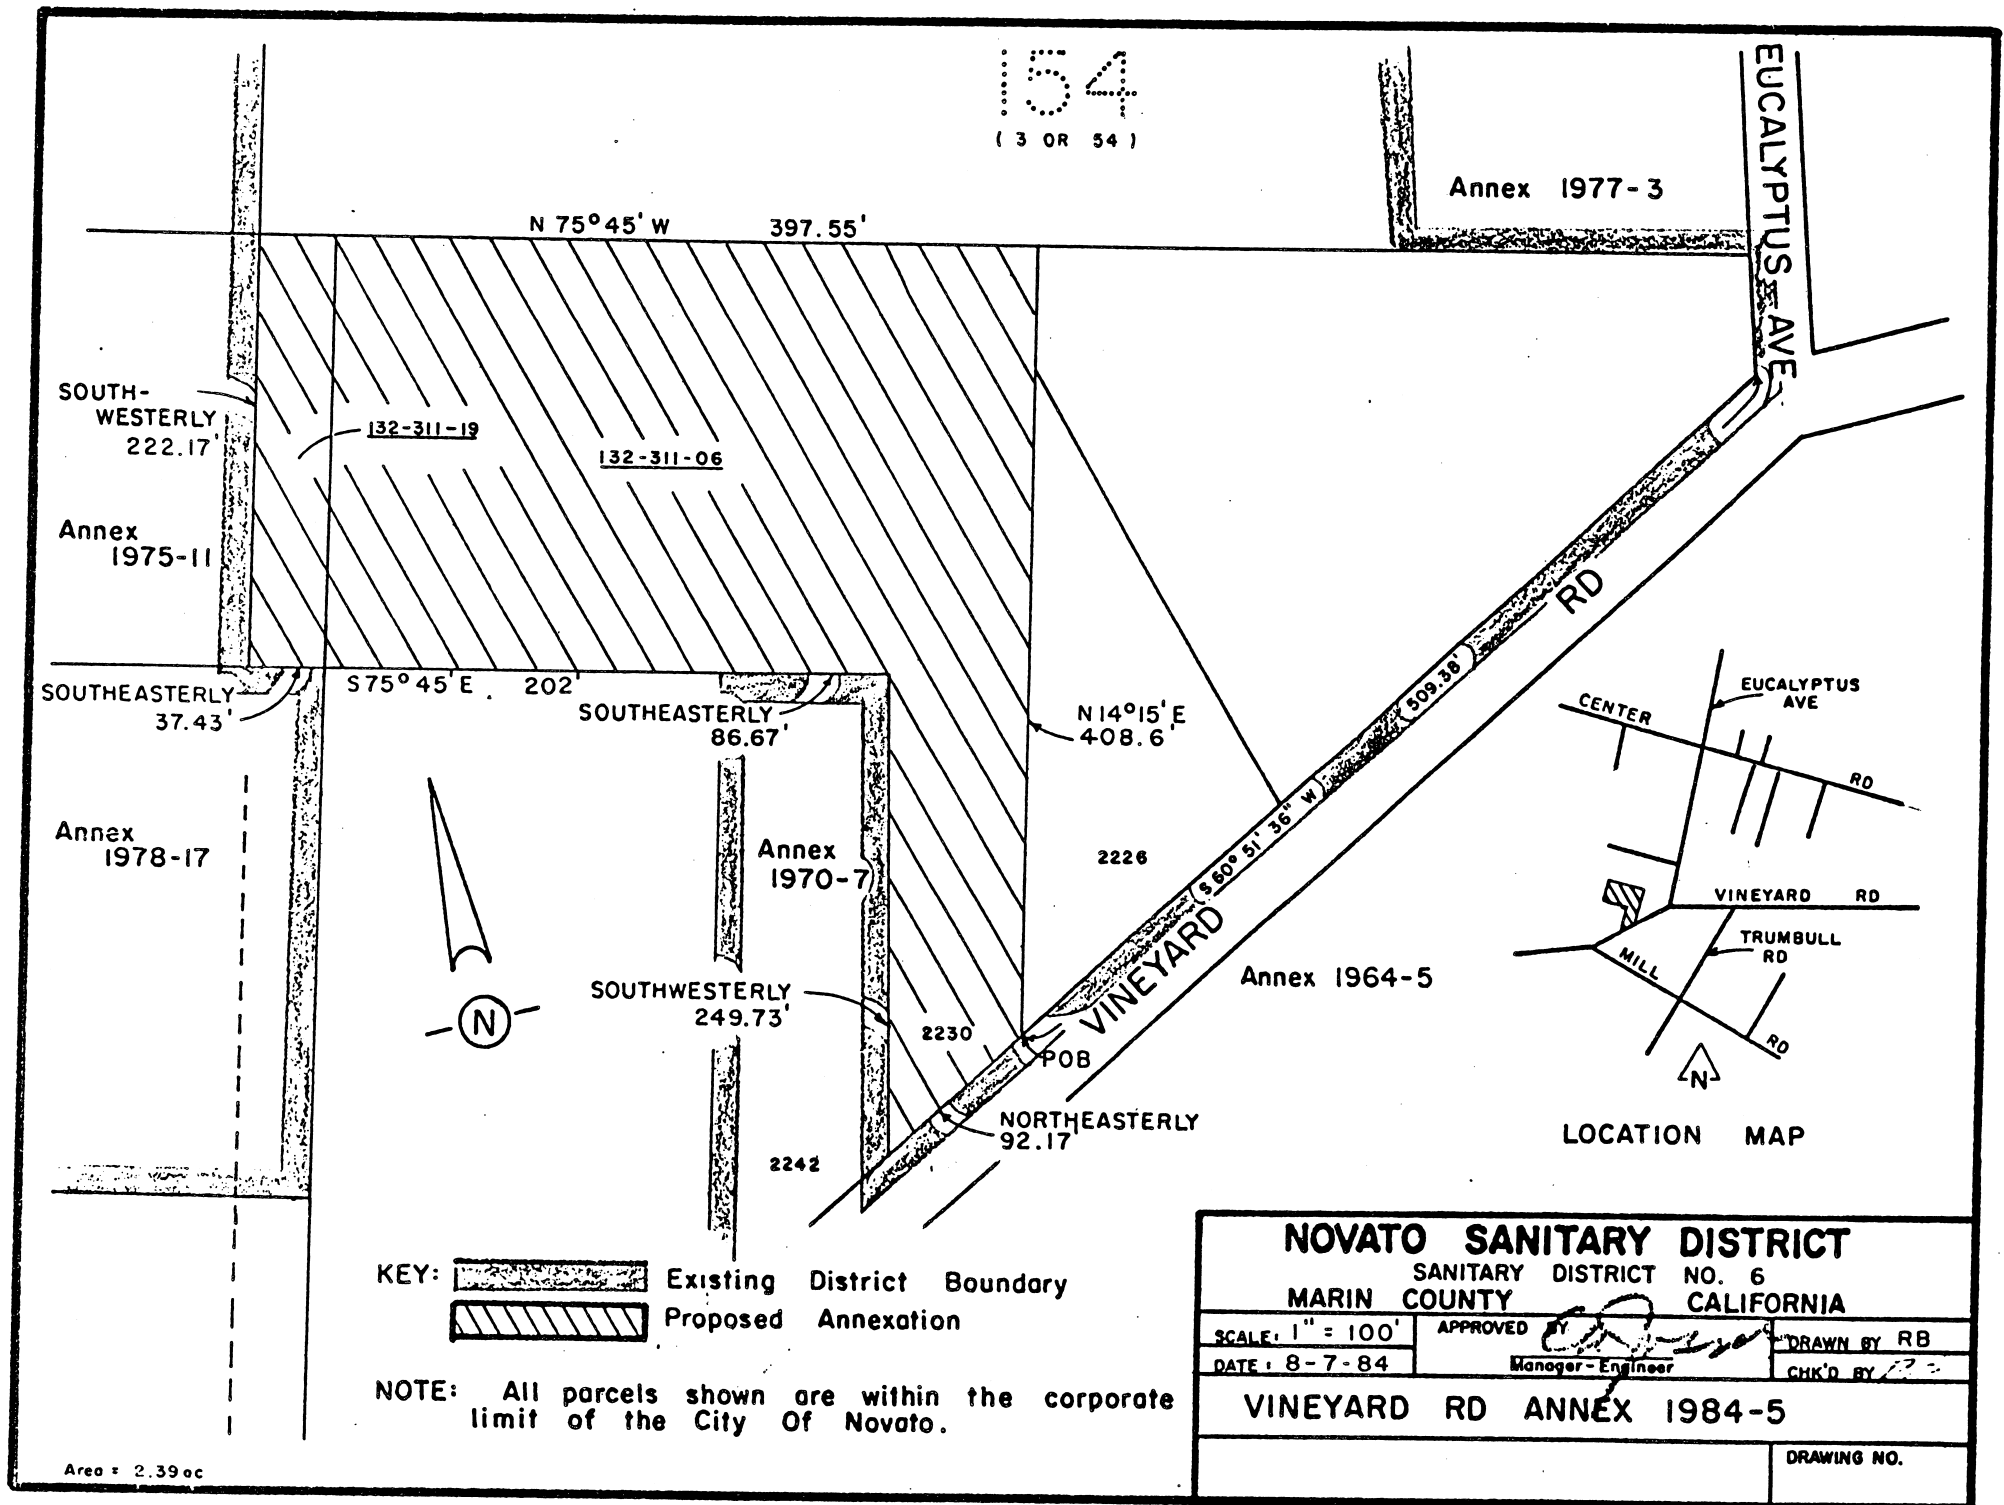 154
( 3 OR 54 )
EUCALYPTUS AVE
Annex 1977-3
N 75°45' W 397.55'
SOUTH-
WESTERLY
222.17'
132-311-19
132-311-06
Annex
1975-11
SOUTHEASTERLY
37.43'
S75°45'E. 202'
SOUTHEASTERLY
86.67'
N14°15'E
408.6'
509.38'
S 60° 51' 36" W
VINEYARD RD
Annex
1978-17
Annex
1970-7
2226
Annex 1964-5
SOUTHWESTERLY
249.73'
2230
POB
NORTHEASTERLY
92.17'
2242
N
EUCALYPTUS
AVE
CENTER RD
VINEYARD RD
TRUMBULL
RD
MILL RD
N
LOCATION MAP
KEY: Existing District Boundary
Proposed Annexation
NOTE: All parcels shown are within the corporate
limit of the City Of Novato.
Area = 2.39 ac
NOVATO SANITARY DISTRICT
SANITARY DISTRICT NO. 6
MARIN COUNTY CALIFORNIA
SCALE: 1" = 100'
APPROVED BY
DRAWN BY RB
DATE: 8-7-84
Manager-Engineer
CHK'D BY
VINEYARD RD ANNEX 1984-5
DRAWING NO.